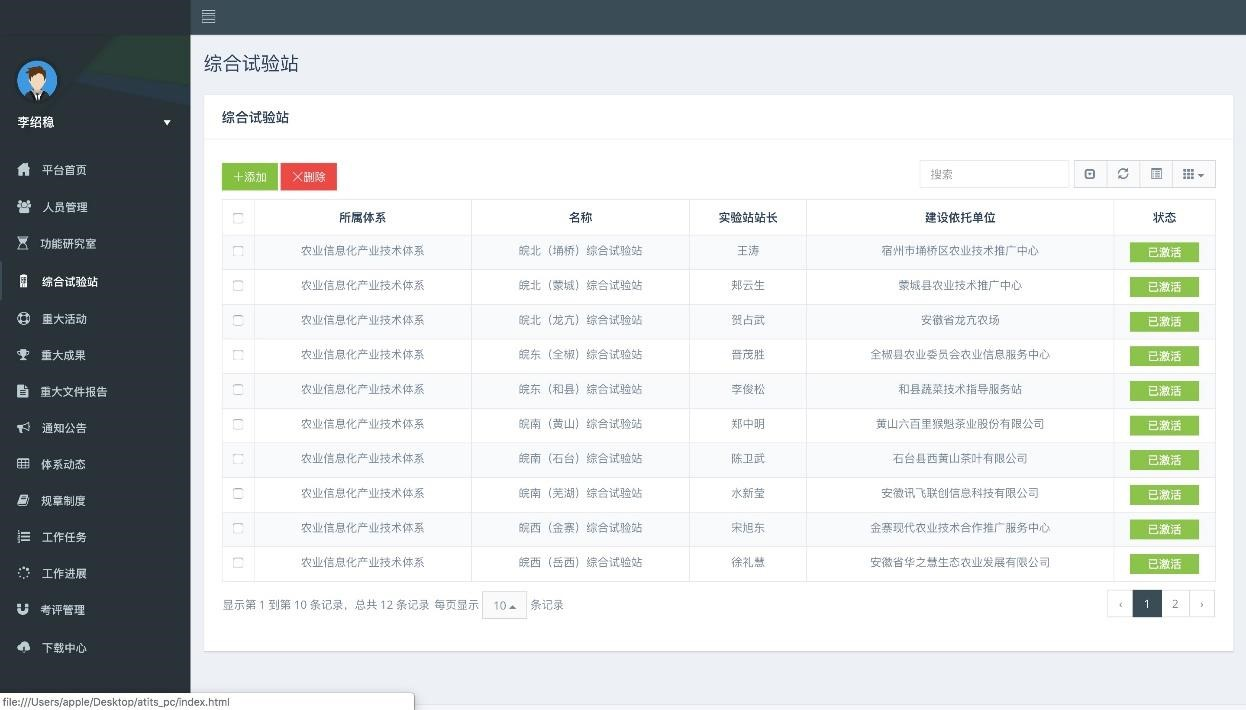 综合试验站
李绍稳
平台首页
人员管理
功能研究室
综合试验站
重大活动
重大成果
重大文件报告
通知公告
体系动态
规章制度
工作任务
工作进展
考评管理
下载中心
综合试验站
添加 删除 搜索
所属体系 名称 实验站站长 建设依托单位 状态
农业信息化产业技术体系 皖北（埇桥）综合试验站 王涛 宿州市埇桥区农业技术推广中心 已激活
农业信息化产业技术体系 皖北（蒙城）综合试验站 郏云生 蒙城县农业技术推广中心 已激活
农业信息化产业技术体系 皖北（龙亢）综合试验站 贺占武 安徽省龙亢农场 已激活
农业信息化产业技术体系 皖东（全椒）综合试验站 晋茂胜 全椒县农业委员会农业信息服务中心 已激活
农业信息化产业技术体系 皖东（和县）综合试验站 李俊松 和县蔬菜技术指导服务站 已激活
农业信息化产业技术体系 皖南（黄山）综合试验站 郑中明 黄山六百里猴魁茶业股份有限公司 已激活
农业信息化产业技术体系 皖南（石台）综合试验站 陈卫武 石台县西黄山茶叶有限公司 已激活
农业信息化产业技术体系 皖南（芜湖）综合试验站 水新莹 安徽讯飞联创信息科技有限公司 已激活
农业信息化产业技术体系 皖西（金寨）综合试验站 宋旭东 金寨现代农业技术合作推广服务中心 已激活
农业信息化产业技术体系 皖西（岳西）综合试验站 徐礼慧 安徽省华之慧生态农业发展有限公司 已激活
显示第 1 到第 10 条记录，总共 12 条记录 每页显示 10 条记录 ‹ 1 2 ›
file:///Users/apple/Desktop/atits_pc/index.html